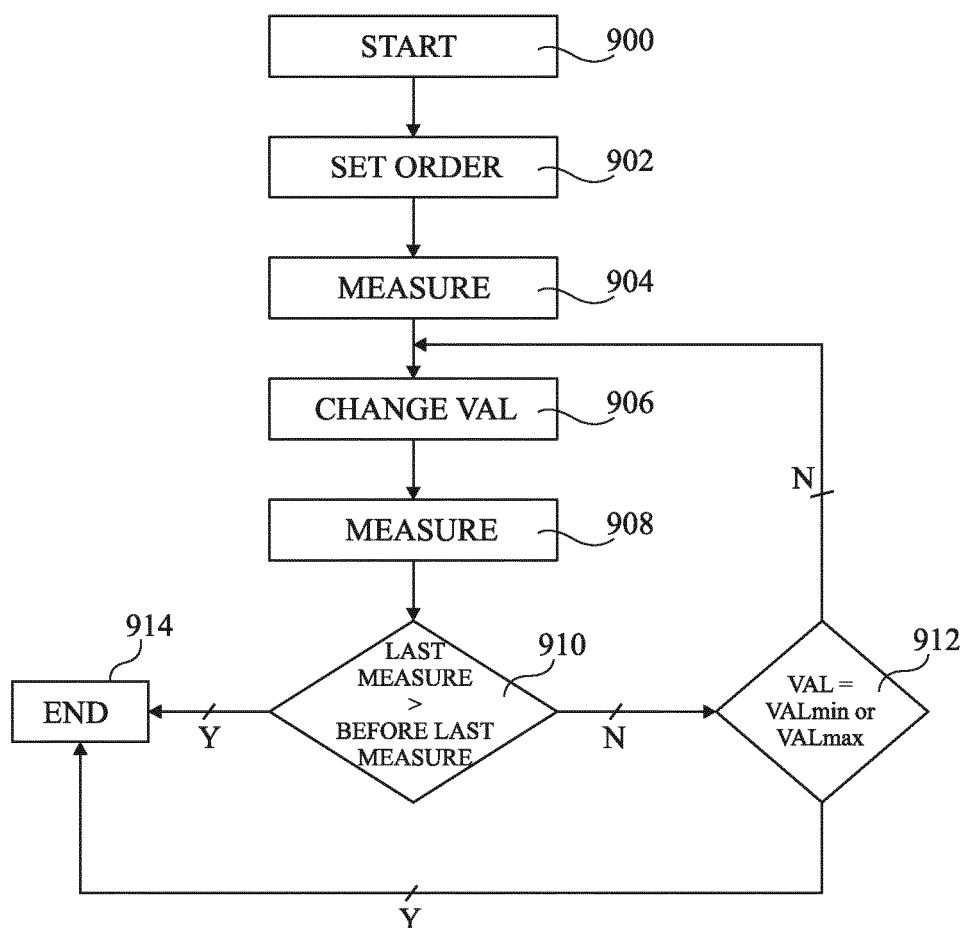 START
900
SET ORDER
902
MEASURE
904
CHANGE VAL
906
N
MEASURE
908
914
END
Y
LAST
MEASURE
>
BEFORE LAST
MEASURE
910
N
912
VAL =
VALmin or
VALmax
Y